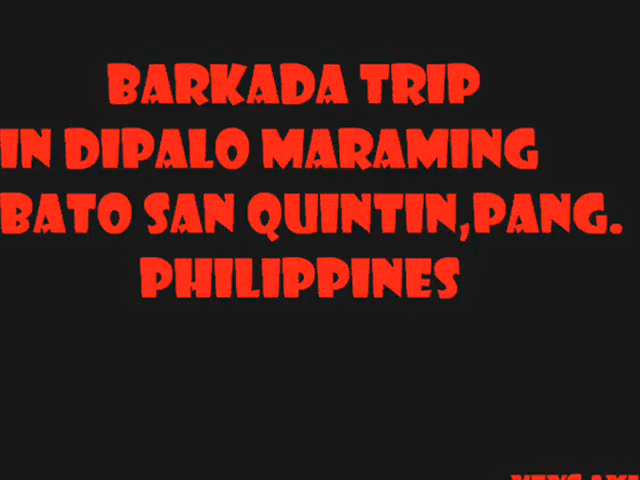 BARKADA TRIP
IN DIPALO MARAMING
BATO SAN QUINTIN,PANG.
PHILIPPINES